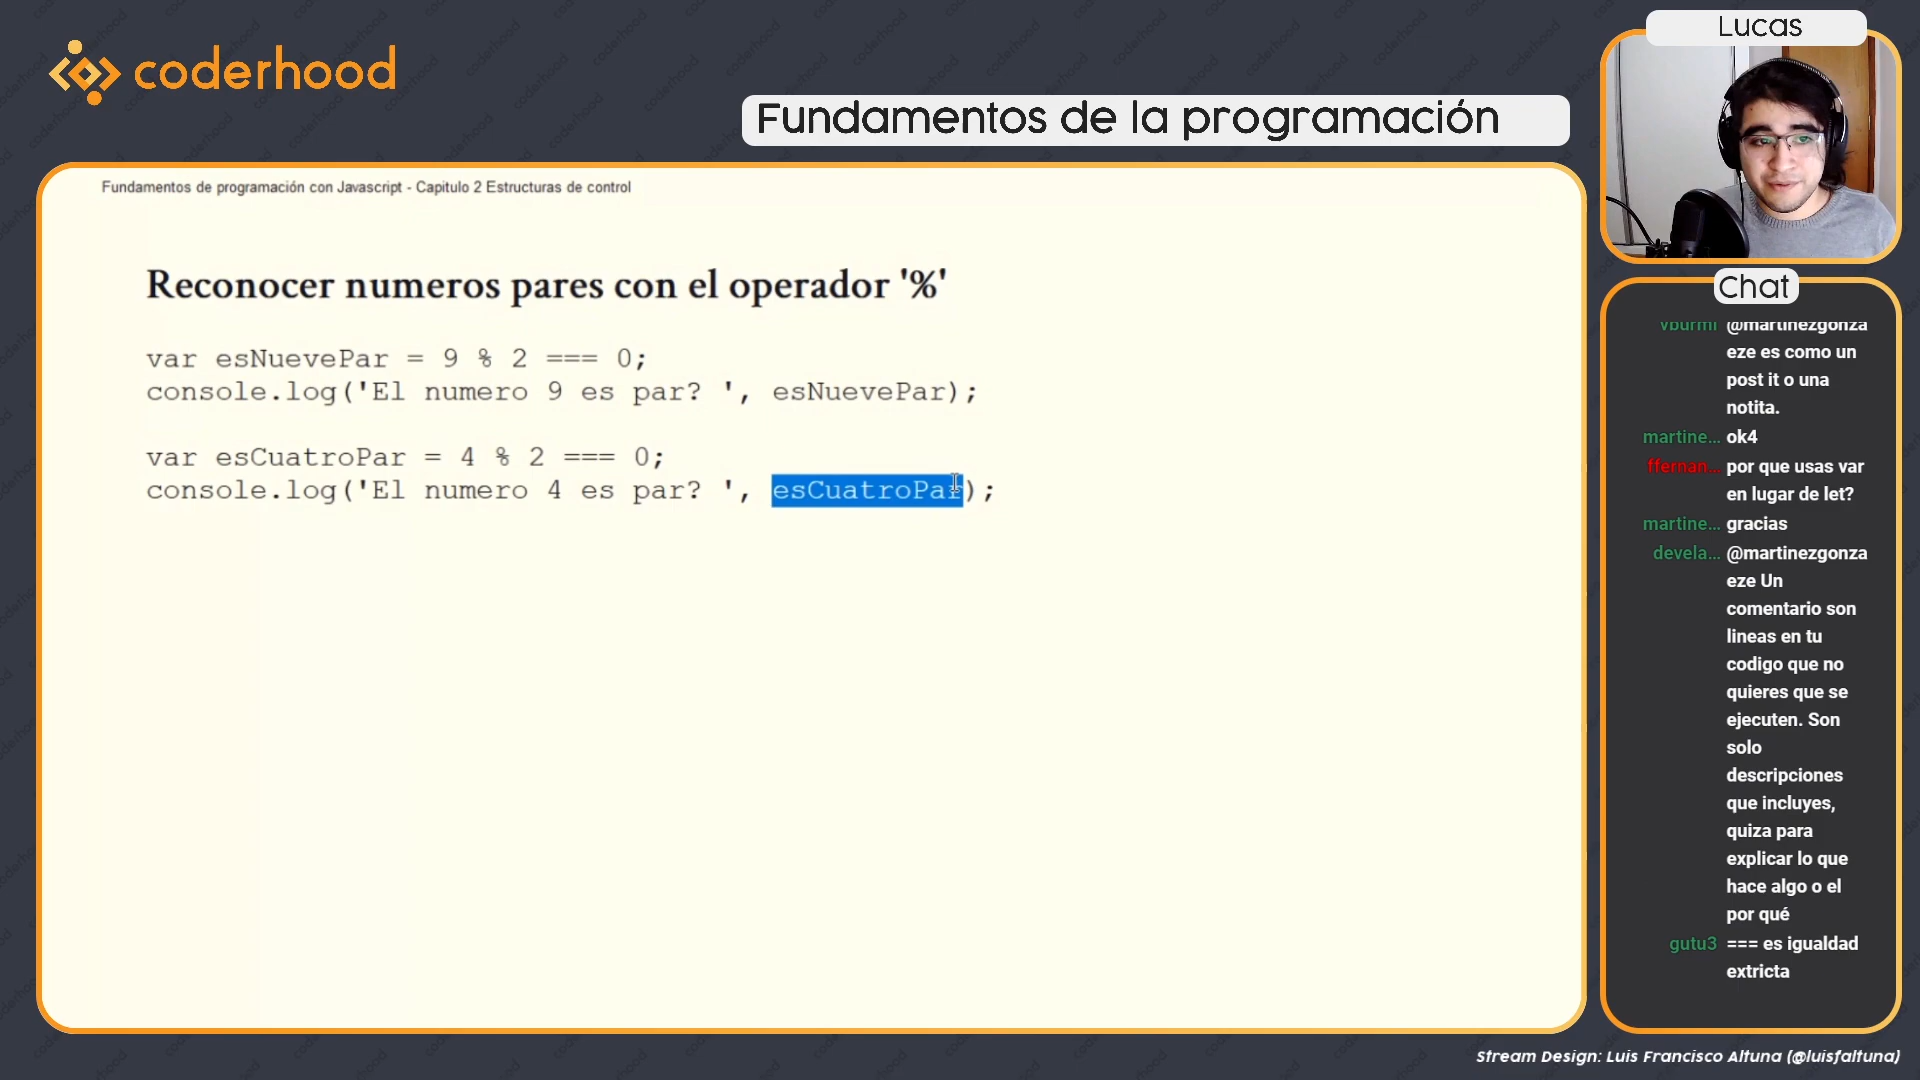 coderhood
Fundamentos de la programación
Lucas
Fundamentos de programación con Javascript - Capitulo 2 Estructuras de control
Reconocer numeros pares con el operador '%'
var esNuevePar = 9 % 2 === 0;
console.log('El numero 9 es par? ', esNuevePar);
var esCuatroPar = 4 % 2 === 0;
console.log('El numero 4 es par? ', esCuatroPar);
Chat
vburmi @martinezgonza
eze es como un
post it o una
notita.
martine... ok4
ffernan... por que usas var
en lugar de let?
martine... gracias
devela... @martinezgonza
eze Un
comentario son
lineas en tu
codigo que no
quieres que se
ejecuten. Son
solo
descripciones
que incluyes,
quiza para
explicar lo que
hace algo o el
por qué
gutu3 === es igualdad
extricta
Stream Design: Luis Francisco Altuna (@luisfaltuna)